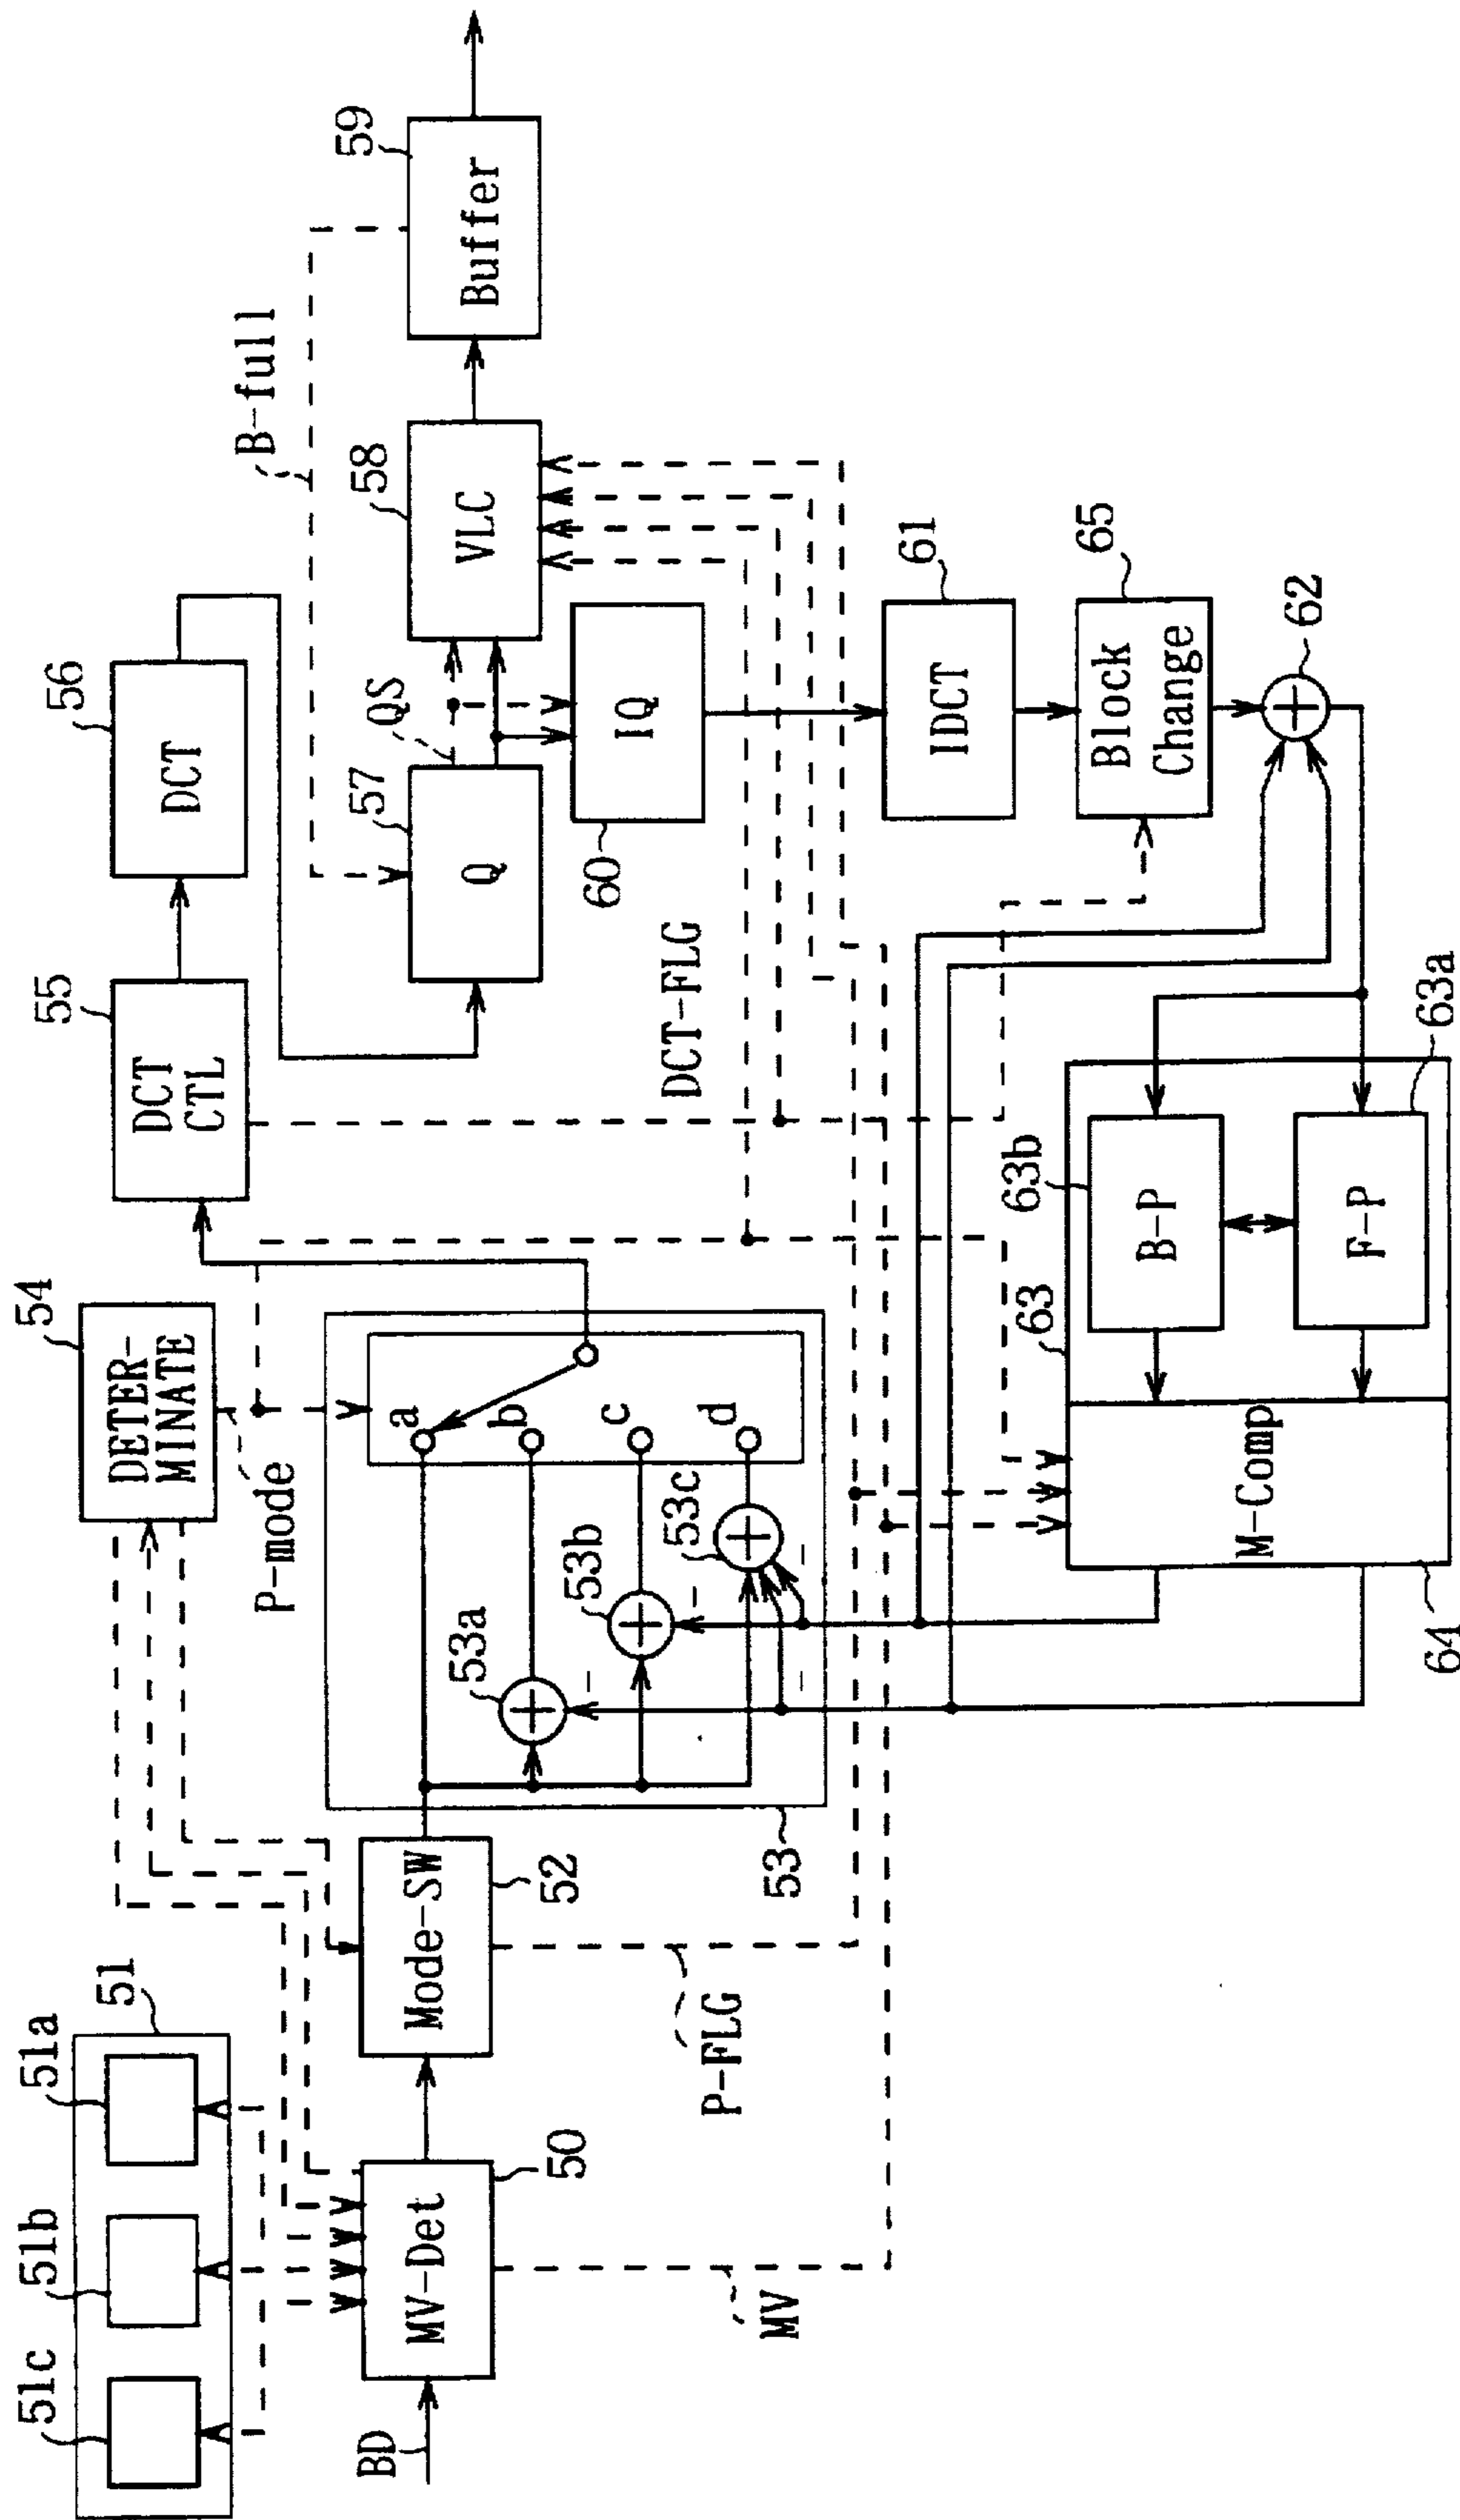 51c
51b
51a
51
BD
MV-Det
50
MV
Mode-SW
52
P-FLG
54
DETER-
MINATE
P-mode
53
53a
53b
53c
a
b
c
d
55
DCT
CTL
56
DCT
DCT-FLG
57
Q
QS
B-full
58
VLC
59
Buffer
60
IQ
61
IDCT
65
Block
Change
62
63
63b
B-P
63a
F-P
M-Comp
64